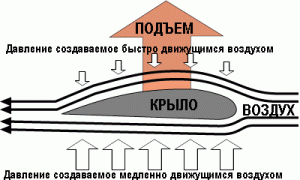 ПОДЪЕМ
Давление создаваемое быстро движущимся воздухом
КРЫЛО
ВОЗДУХ
Давление создаваемое медленно движущимся воздухом